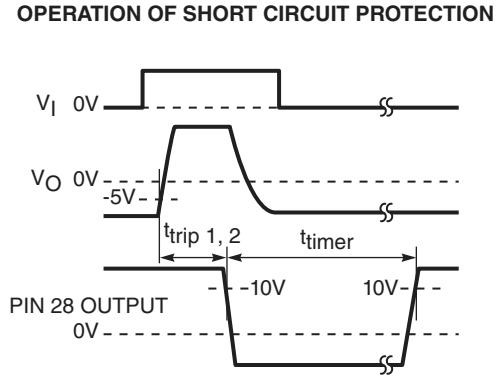 OPERATION OF SHORT CIRCUIT PROTECTION
VI 0V
VO 0V
-5V
ttrip 1, 2
ttimer
-10V
10V
PIN 28 OUTPUT
0V